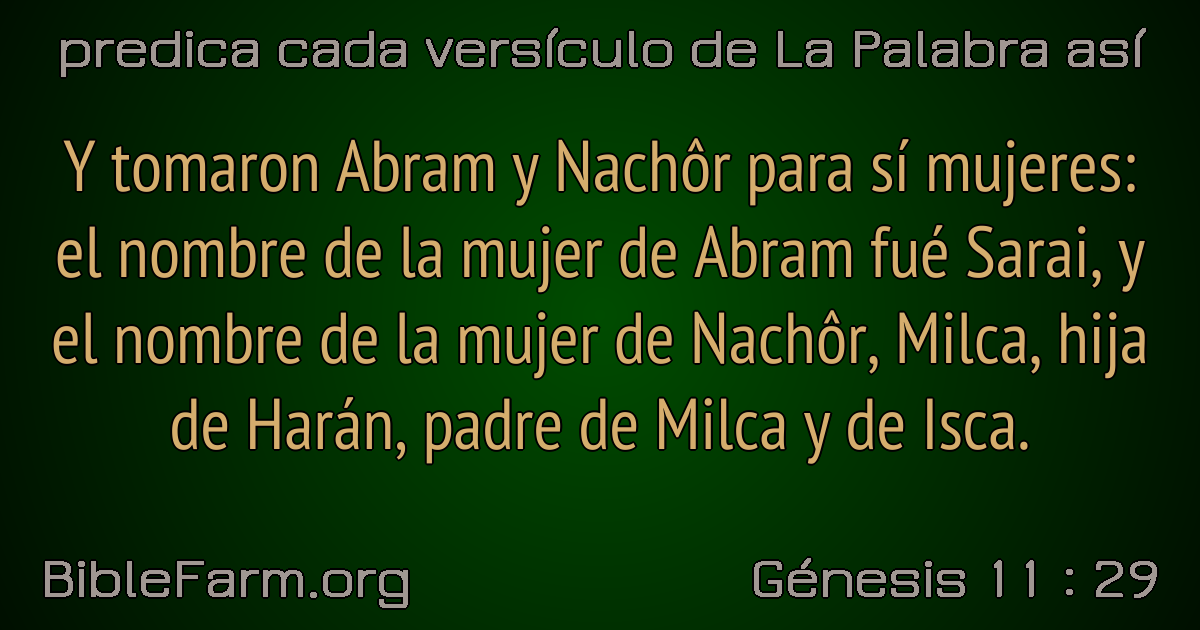 predica cada versículo de La Palabra así
Y tomaron Abram y Nachôr para sí mujeres:
el nombre de la mujer de Abram fué Sarai, y
el nombre de la mujer de Nachôr, Milca, hija
de Harán, padre de Milca y de Isca.
BibleFarm.org
Génesis 11 : 29